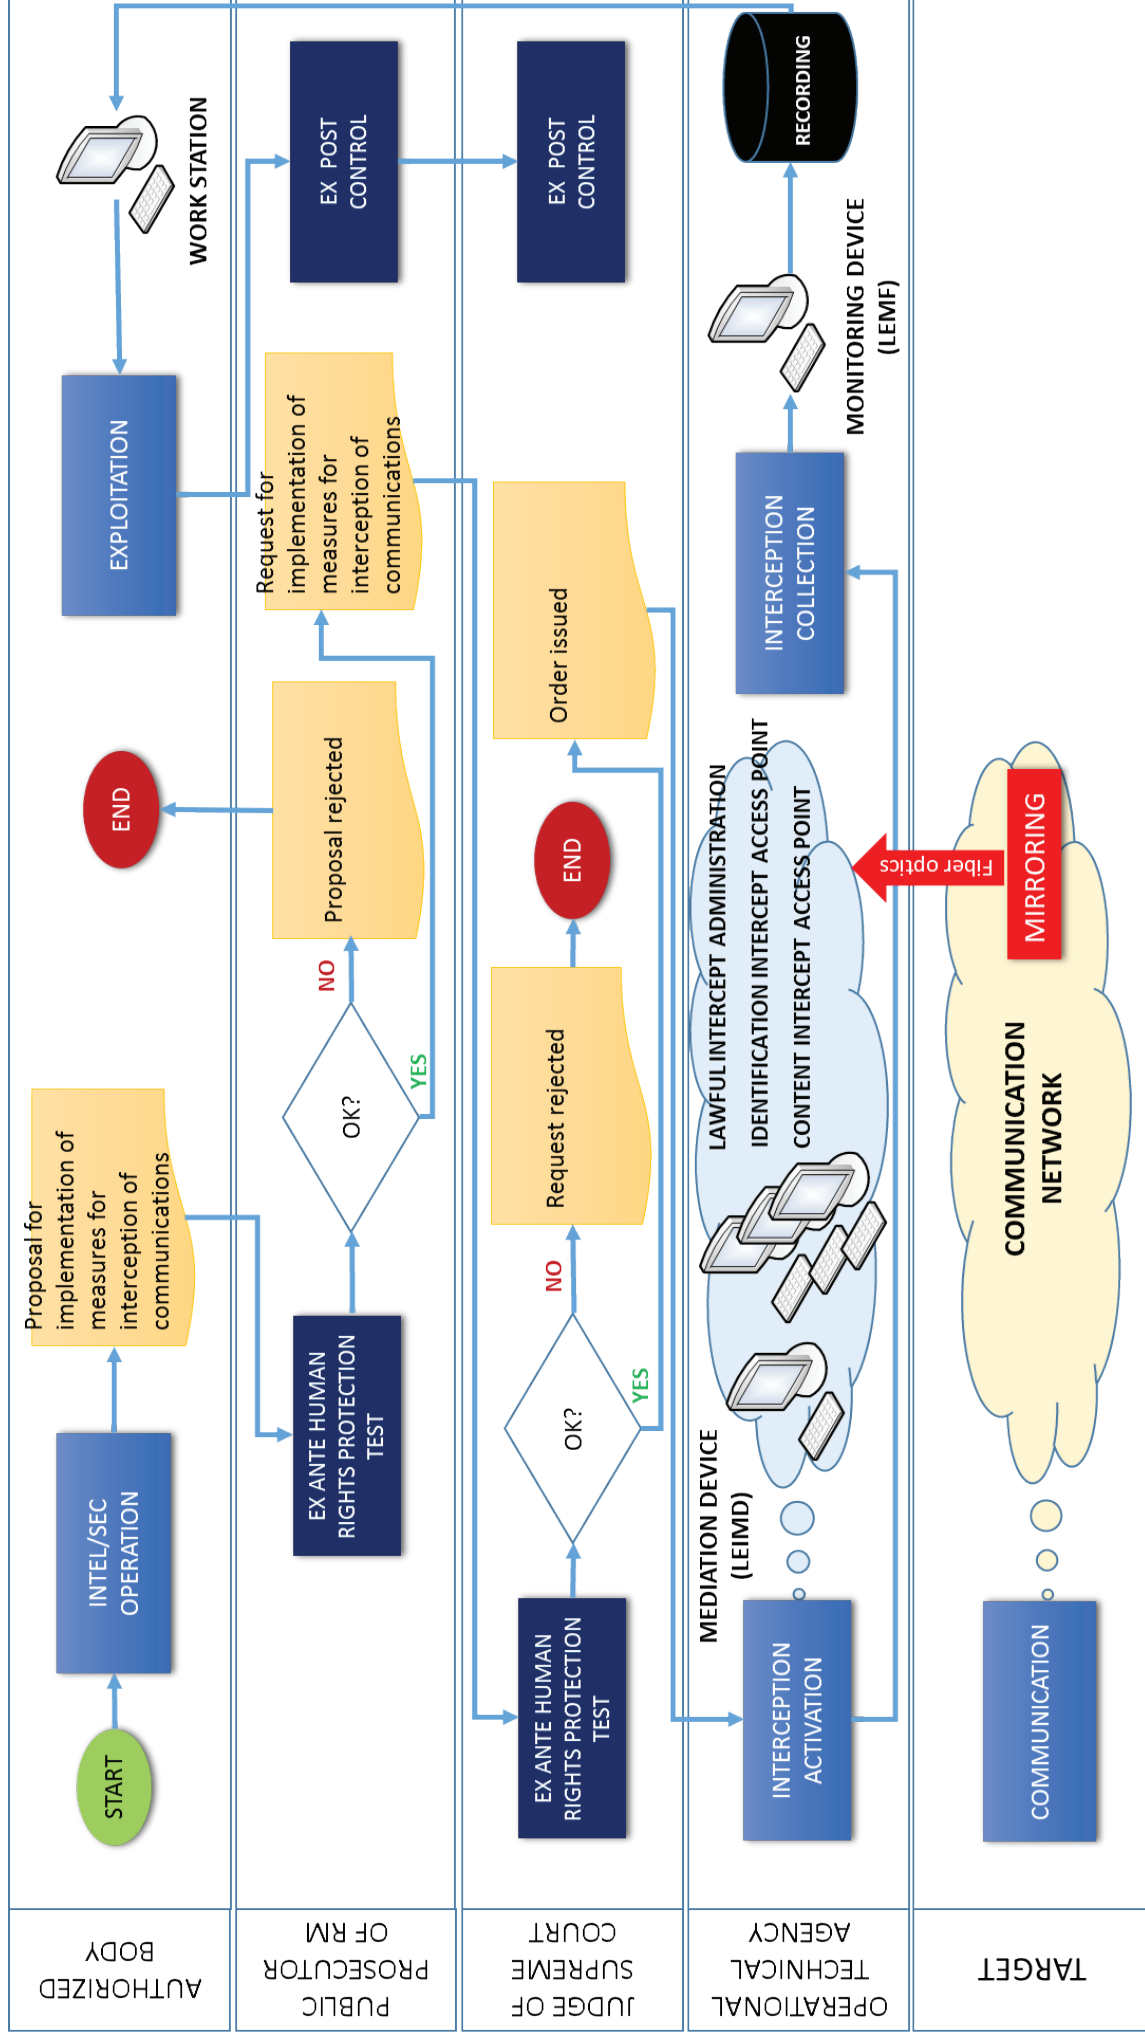 AUTHORIZED
BODY
START
INTEL/SEC
OPERATION
Proposal for
implementation of
measures for
interception of
communications
END
EXPLOITATION
WORK STATION
PUBLIC
PROSECUTOR
OF RM
EX ANTE HUMAN
RIGHTS PROTECTION
TEST
OK?
NO
YES
Proposal rejected
Request for
implementation of
measures for
interception of
communications
EX POST
CONTROL
JUDGE OF
SUPREME
COURT
EX ANTE HUMAN
RIGHTS PROTECTION
TEST
OK?
NO
YES
Request rejected
END
Order issued
EX POST
CONTROL
OPERATIONAL
TECHNICAL
AGENCY
INTERCEPTION
ACTIVATION
MEDIATION DEVICE
(LEIMD)
LAWFUL INTERCEPT ADMINISTRATION
IDENTIFICATION INTERCEPT ACCESS POINT
CONTENT INTERCEPT ACCESS POINT
INTERCEPTION
COLLECTION
MONITORING DEVICE
(LEMF)
RECORDING
TARGET
COMMUNICATION
COMMUNICATION
NETWORK
MIRRORING
Fiber optics